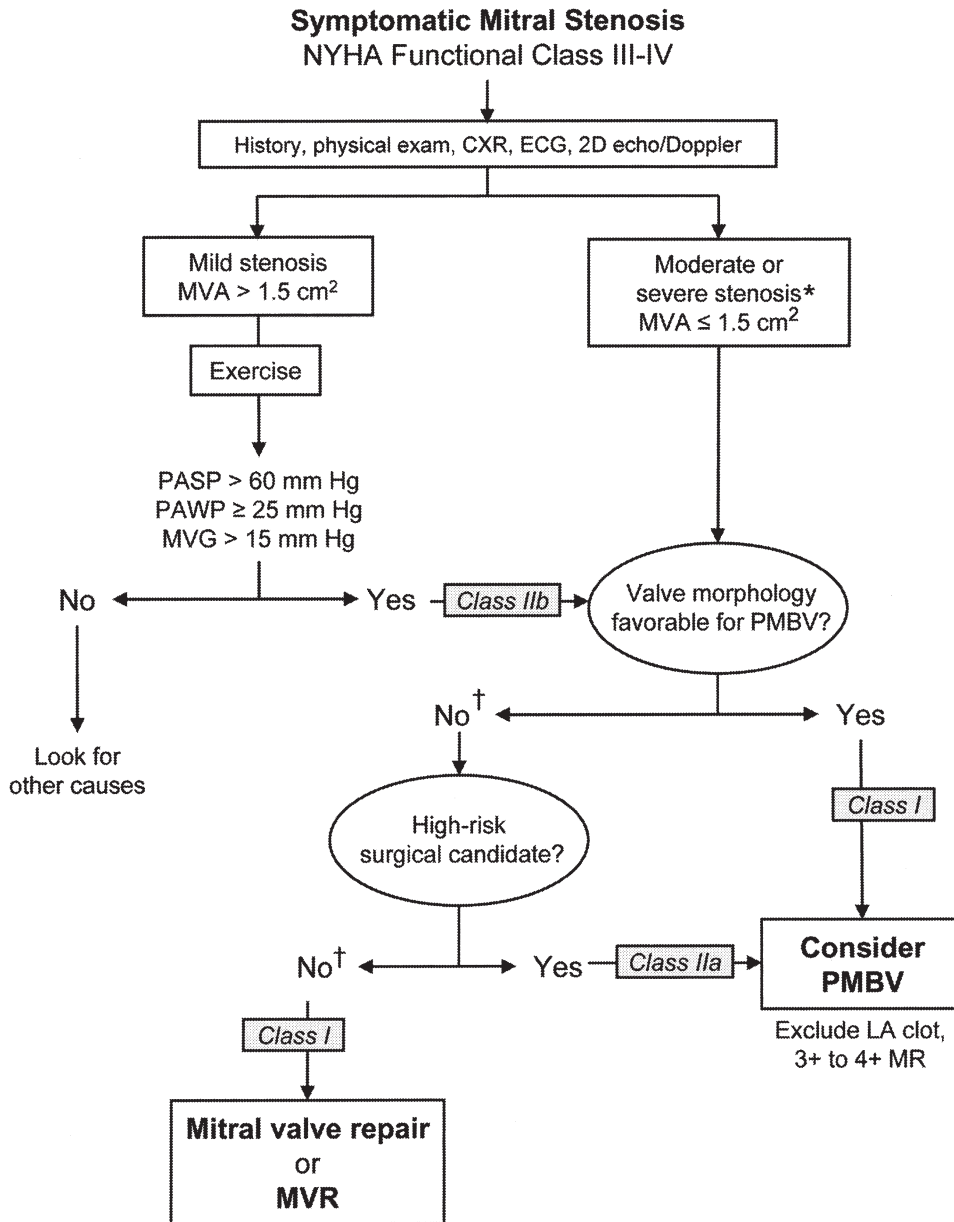 Symptomatic Mitral Stenosis
NYHA Functional Class III-IV
History, physical exam, CXR, ECG, 2D echo/Doppler
Mild stenosis
MVA > 1.5 cm²
Moderate or
severe stenosis*
MVA ≤ 1.5 cm²
Exercise
PASP > 60 mm Hg
PAWP ≥ 25 mm Hg
MVG > 15 mm Hg
No
Yes
Class IIb
Valve morphology
favorable for PMBV?
Look for
other causes
No†
Yes
Class I
High-risk
surgical candidate?
No†
Yes
Class IIa
Consider
PMBV
Exclude LA clot,
3+ to 4+ MR
Class I
Mitral valve repair
or
MVR